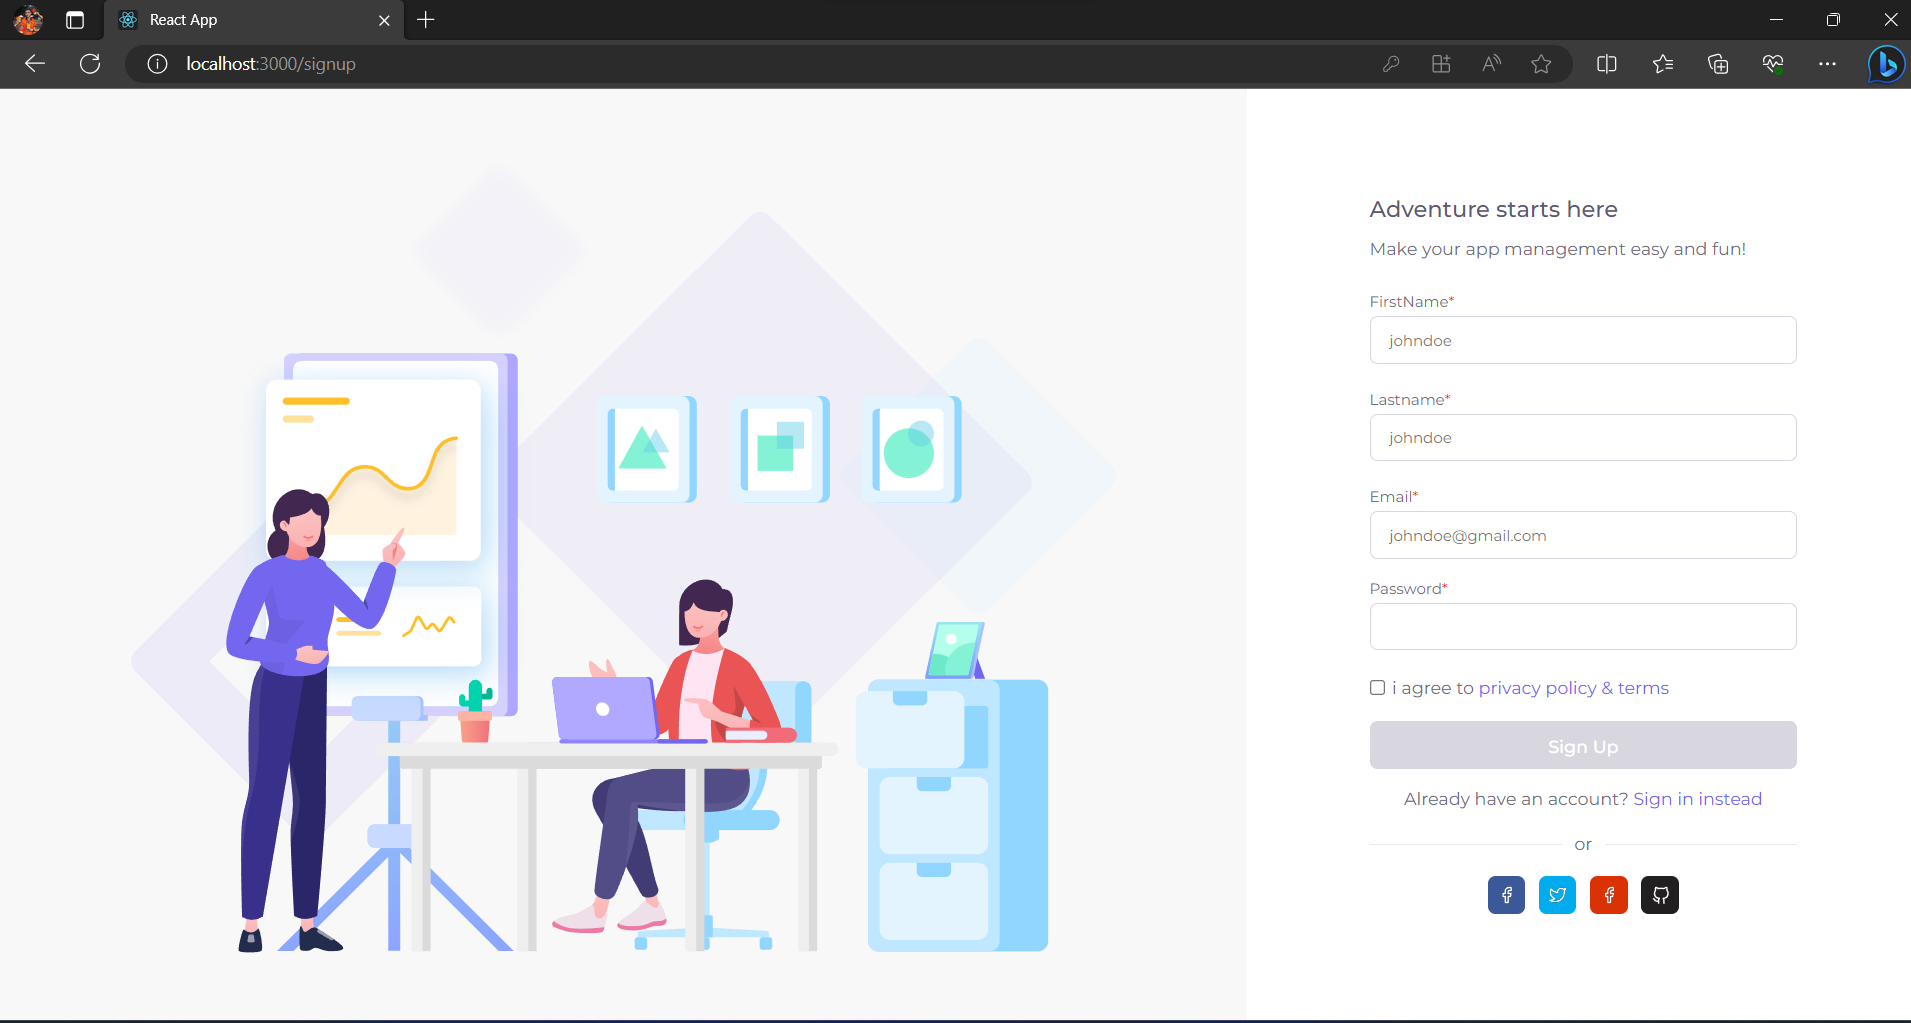 React App
localhost:3000/signup
Adventure starts here
Make your app management easy and fun!
FirstName*
johndoe
Lastname*
johndoe
Email*
johndoe@gmail.com
Password*
i agree to privacy policy & terms
Sign Up
Already have an account? Sign in instead
or